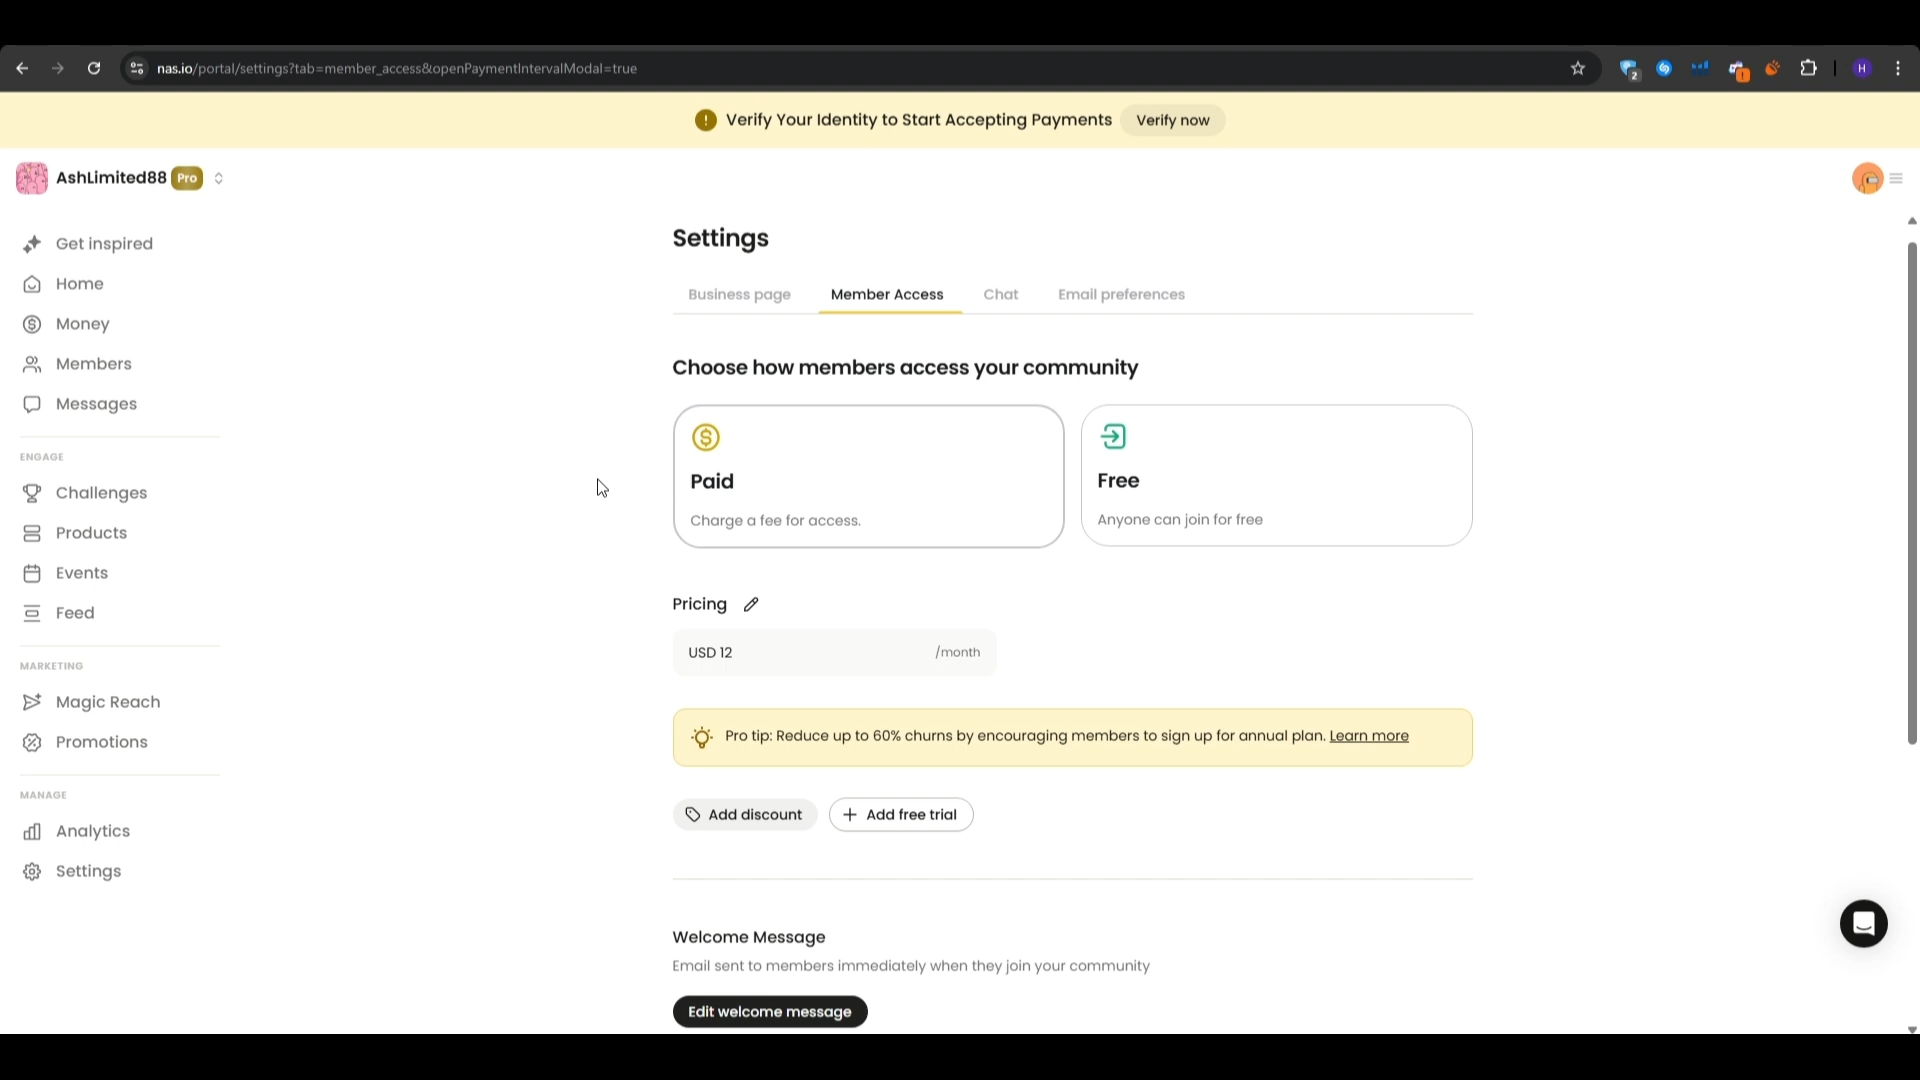 nas.io/portal/settings?tab=member_access&openPaymentIntervalModal=true
2
!
H
! Verify Your Identity to Start Accepting Payments Verify now
AshLimited88 Pro
Get inspired
Home
Money
Members
Messages
ENGAGE
Challenges
Products
Events
Feed
MARKETING
Magic Reach
Promotions
MANAGE
Analytics
Settings
Settings
Business page Member Access Chat Email preferences
Choose how members access your community
Paid
Charge a fee for access.
Free
Anyone can join for free
Pricing
USD 12 /month
Pro tip: Reduce up to 60% churns by encouraging members to sign up for annual plan. Learn more
Add discount Add free trial
Welcome Message
Email sent to members immediately when they join your community
Edit welcome message